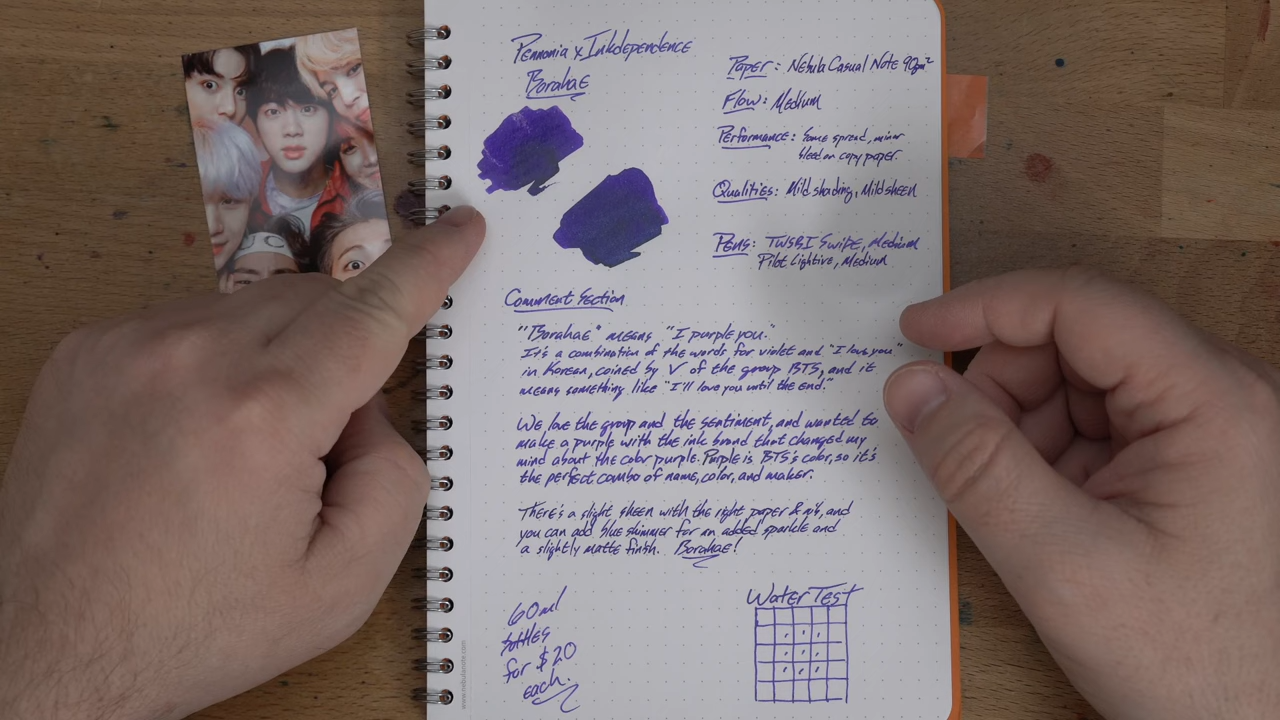 Pennonia x Inkdependence
Borahae
Paper: Nebula Casual Note 90gm²
Flow: Medium
Performance: Some spread, minor
bleed on copy paper.
Qualities: Mild shading, Mild sheen
Pens: TWSBI Swipe, Medium
Pilot Lightive, Medium
Comment Section
"Borahae" means "I purple you."
It's a combination of the words for violet and "I love you"
in Korean, coined by V of the group BTS, and it
means something like "I'll love you until the end."
We love the group and the sentiment, and wanted to
make a purple with the ink brand that changed my
mind about the color purple. Purple is BTS's color, so it's
the perfect combo of name, color, and maker.
There's a slight sheen with the right paper & nib, and
you can add blue shimmer for an added sparkle and
a slightly matte finish. Borahae!
60ml
bottles
for $20
each.
Water Test
www.nebulanote.com